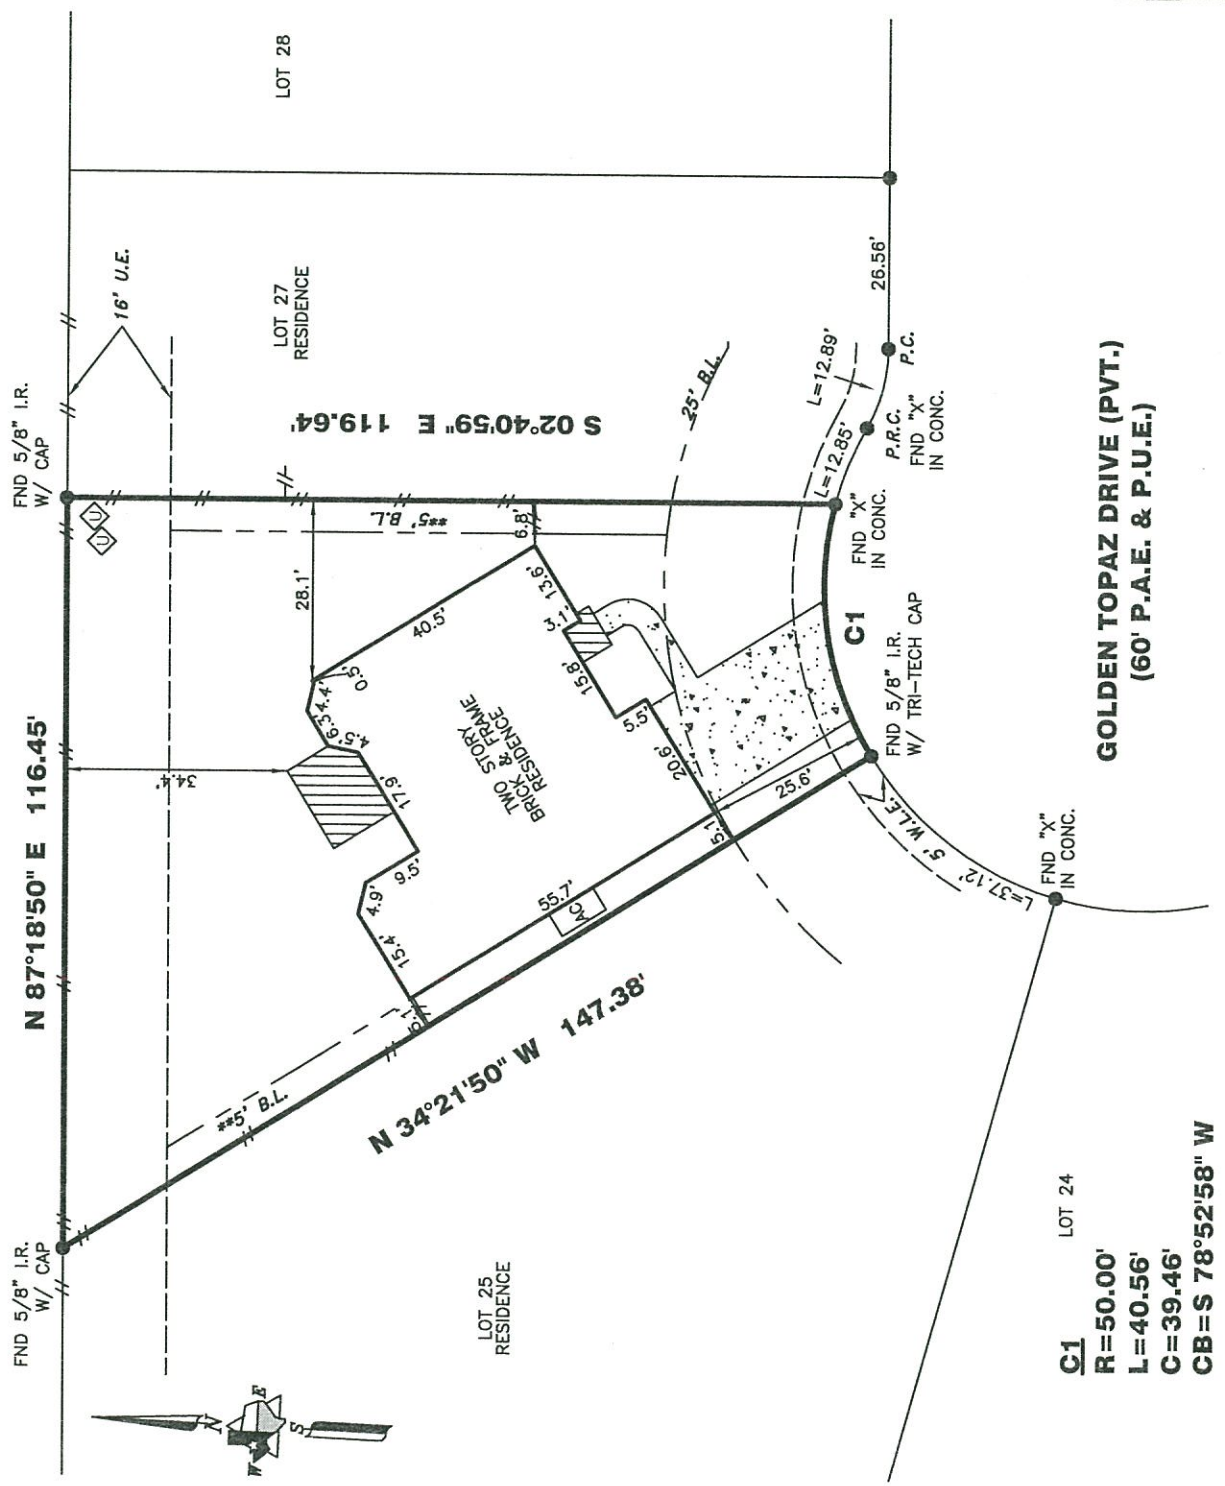 FND 5/8" I.R.
W/ CAP
N 87°18'50" E 116.45'
FND 5/8" I.R.
W/ CAP
16' U.E.
LOT 28
LOT 27
RESIDENCE
S 02°40'59" E 119.64'
U
U
**5' B.L.
28.1'
34.4'
6.8'
40.5'
0.5'
4.4'
6.3'
4.5'
17.9'
9.5'
4.9'
15.4'
55.7'
AC
13.6'
3.1'
15.8'
5.5'
20.6'
5.1'
25.6'
TWO STORY
BRICK & FRAME
RESIDENCE
**5' B.L.
N 34°21'50" W 147.38'
25' B.L.
L=12.89'
L=12.85'
26.56'
P.C.
P.R.C.
FND "X"
IN CONC.
FND "X"
IN CONC.
C1
FND 5/8" I.R.
W/ TRI-TECH CAP
5' W.L.E.
L=37.12'
FND "X"
IN CONC.
GOLDEN TOPAZ DRIVE (PVT.)
(60' P.A.E. & P.U.E.)
LOT 25
RESIDENCE
LOT 24
N
E
S
W
C1
R=50.00'
L=40.56'
C=39.46'
CB=S 78°52'58" W